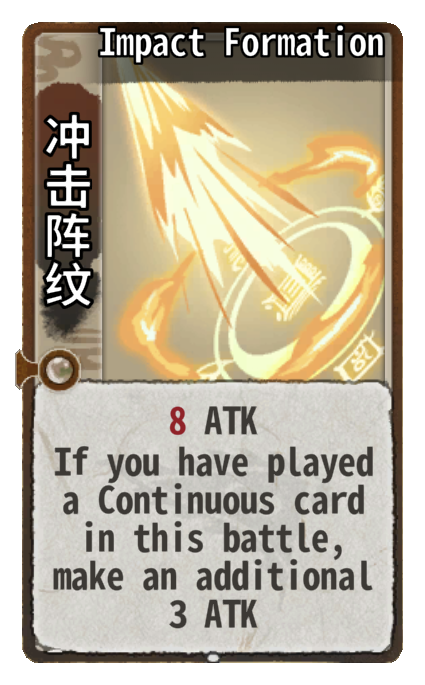 Impact Formation
冲击阵纹
8 ATK
If you have played
a Continuous card
in this battle,
make an additional
3 ATK